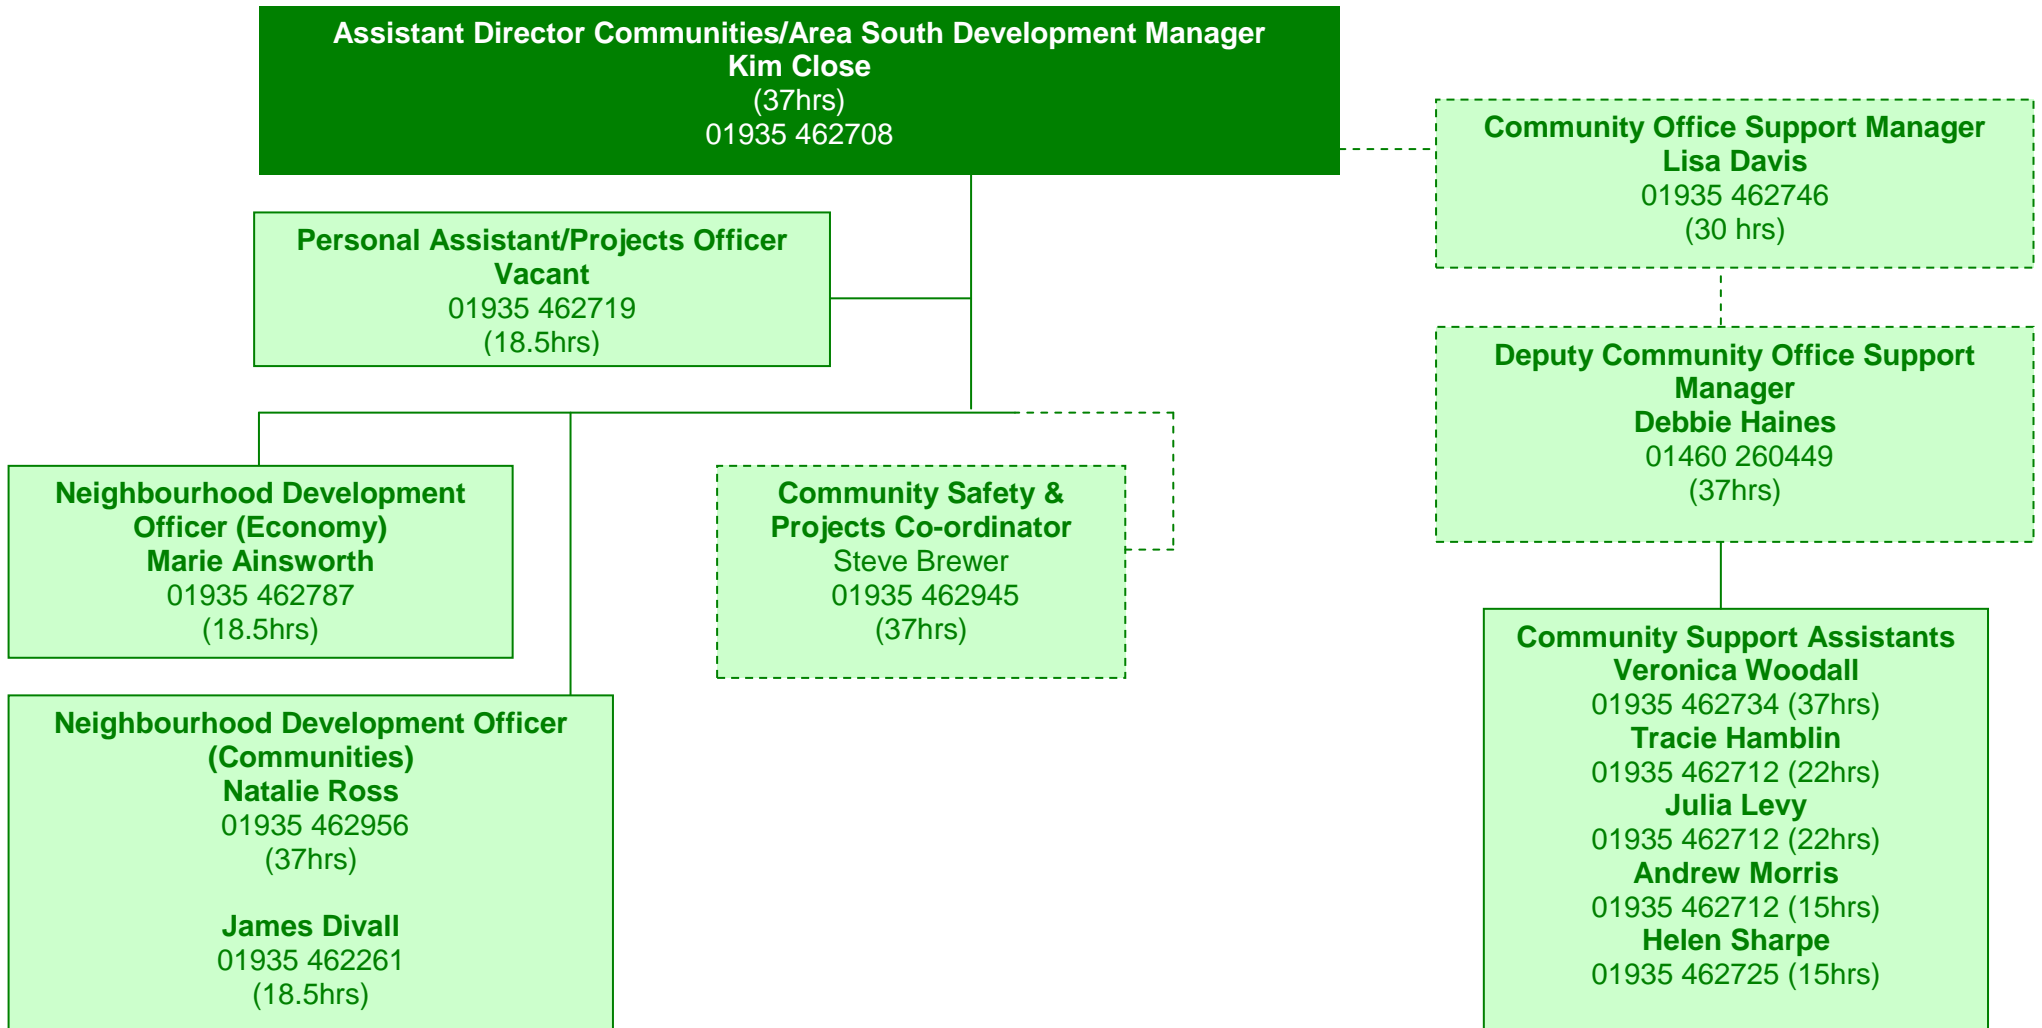 Assistant Director Communities/Area South Development Manager
Kim Close
(37hrs)
01935 462708
Community Office Support Manager
Lisa Davis
01935 462746
(30 hrs)
Personal Assistant/Projects Officer
Vacant
01935 462719
(18.5hrs)
Deputy Community Office Support
Manager
Debbie Haines
01460 260449
(37hrs)
Neighbourhood Development
Officer (Economy)
Marie Ainsworth
01935 462787
(18.5hrs)
Community Safety &
Projects Co-ordinator
Steve Brewer
01935 462945
(37hrs)
Neighbourhood Development Officer
(Communities)
Natalie Ross
01935 462956
(37hrs)
James Divall
01935 462261
(18.5hrs)
Community Support Assistants
Veronica Woodall
01935 462734 (37hrs)
Tracie Hamblin
01935 462712 (22hrs)
Julia Levy
01935 462712 (22hrs)
Andrew Morris
01935 462712 (15hrs)
Helen Sharpe
01935 462725 (15hrs)